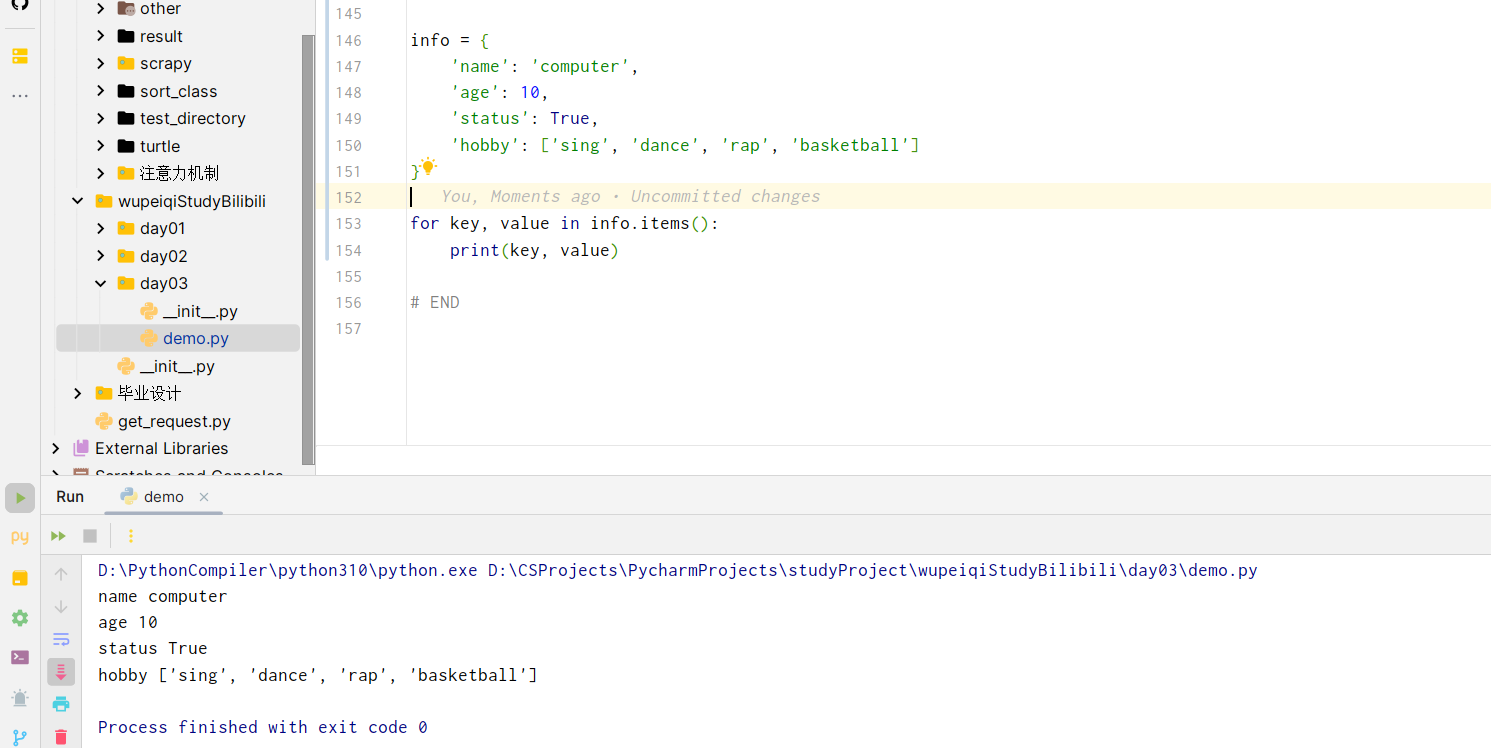 other
result
scrapy
sort_class
test_directory
turtle
注意力机制
wupeiqiStudyBilibili
day01
day02
day03
__init__.py
demo.py
__init__.py
毕业设计
get_request.py
External Libraries
Scratches and Consoles
145
146 info = {
147     'name': 'computer',
148     'age': 10,
149     'status': True,
150     'hobby': ['sing', 'dance', 'rap', 'basketball']
151 }
152 You, Moments ago • Uncommitted changes
153 for key, value in info.items():
154     print(key, value)
155
156 # END
157
Run demo ×
py
D:\PythonCompiler\python310\python.exe D:\CSProjects\PycharmProjects\studyProject\wupeiqiStudyBilibili\day03\demo.py
name computer
age 10
status True
hobby ['sing', 'dance', 'rap', 'basketball']
Process finished with exit code 0